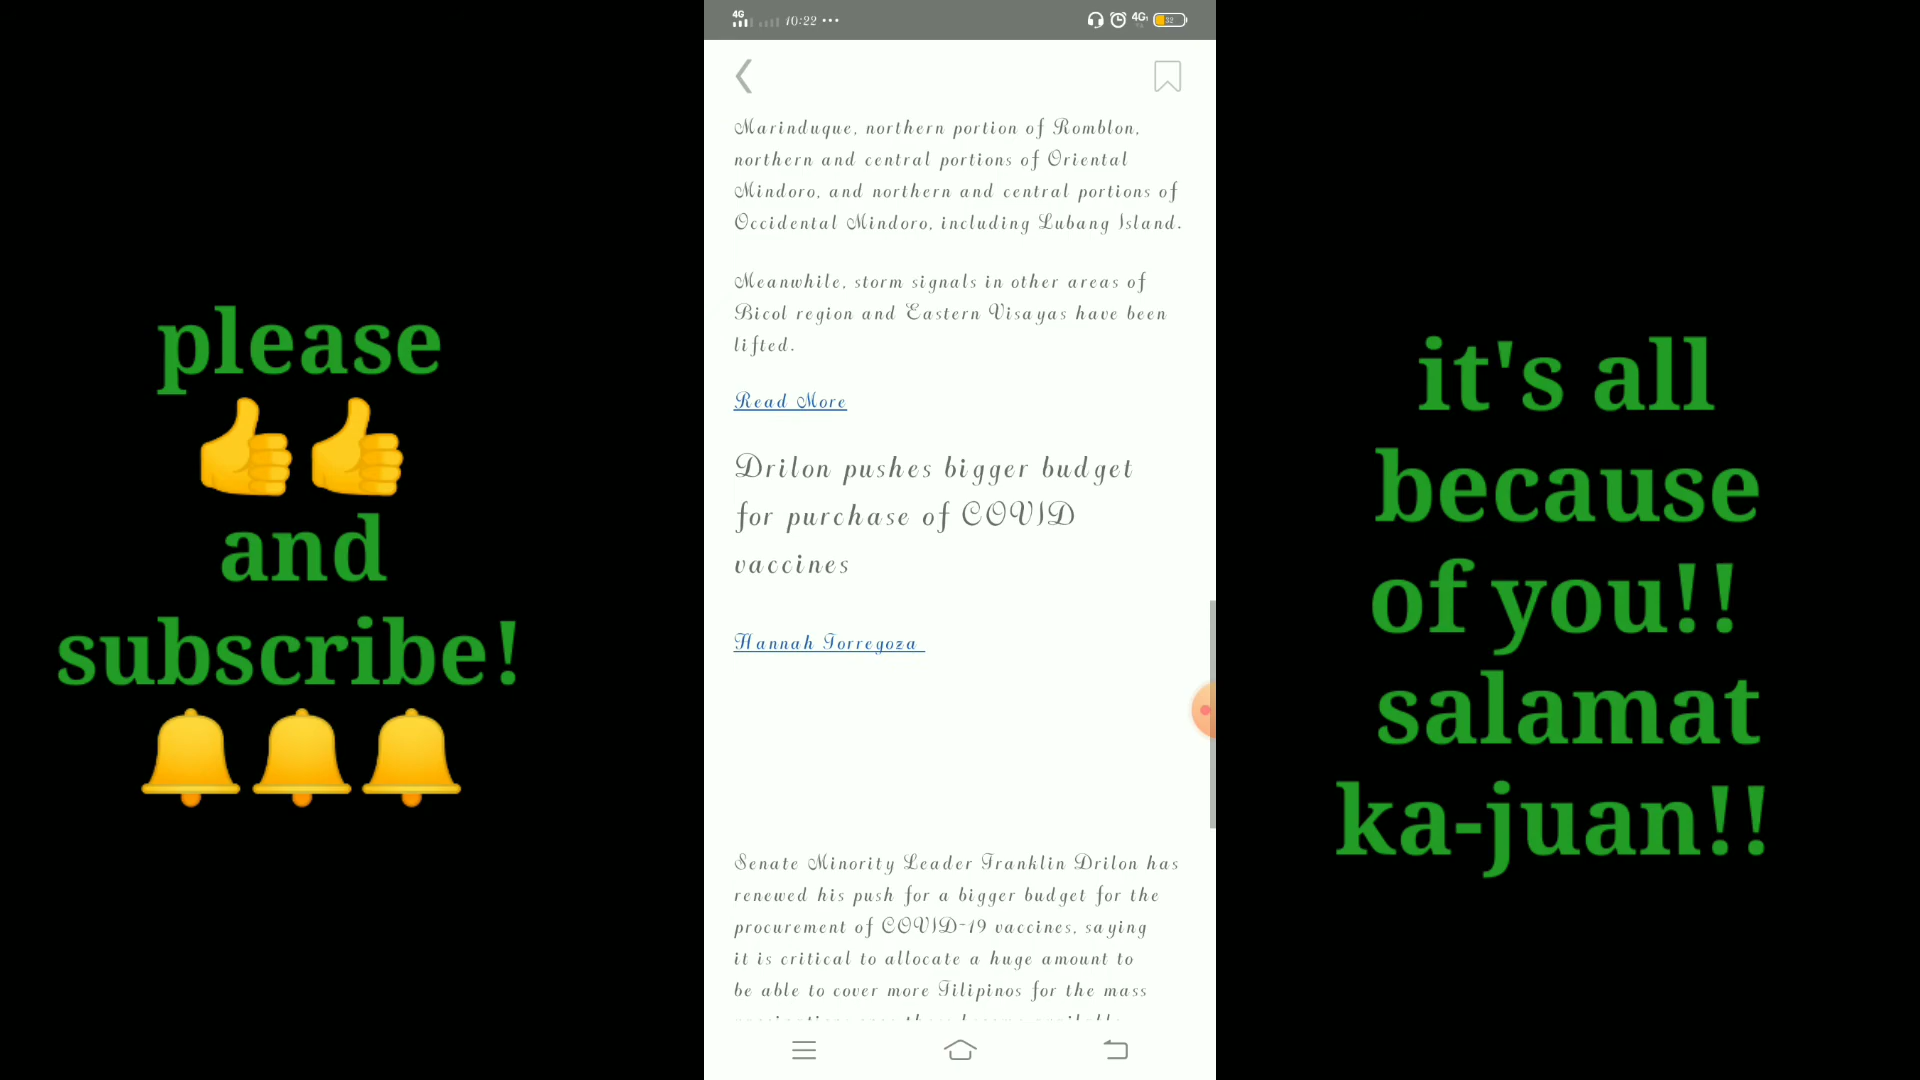 please
and
subscribe!
4G
10:22
4G
32
Marinduque, northern portion of Romblon,
northern and central portions of Oriental
Mindoro, and northern and central portions of
Occidental Mindoro, including Lubang Island.
Meanwhile, storm signals in other areas of
Bicol region and Eastern Visayas have been
lifted.
Read More
Drilon pushes bigger budget
for purchase of COVID
vaccines
Hannah Torregoza
Senate Minority Leader Franklin Drilon has
renewed his push for a bigger budget for the
procurement of COVID-19 vaccines, saying
it is critical to allocate a huge amount to
be able to cover more Filipinos for the mass
it's all
because
of you!!
salamat
ka-juan!!